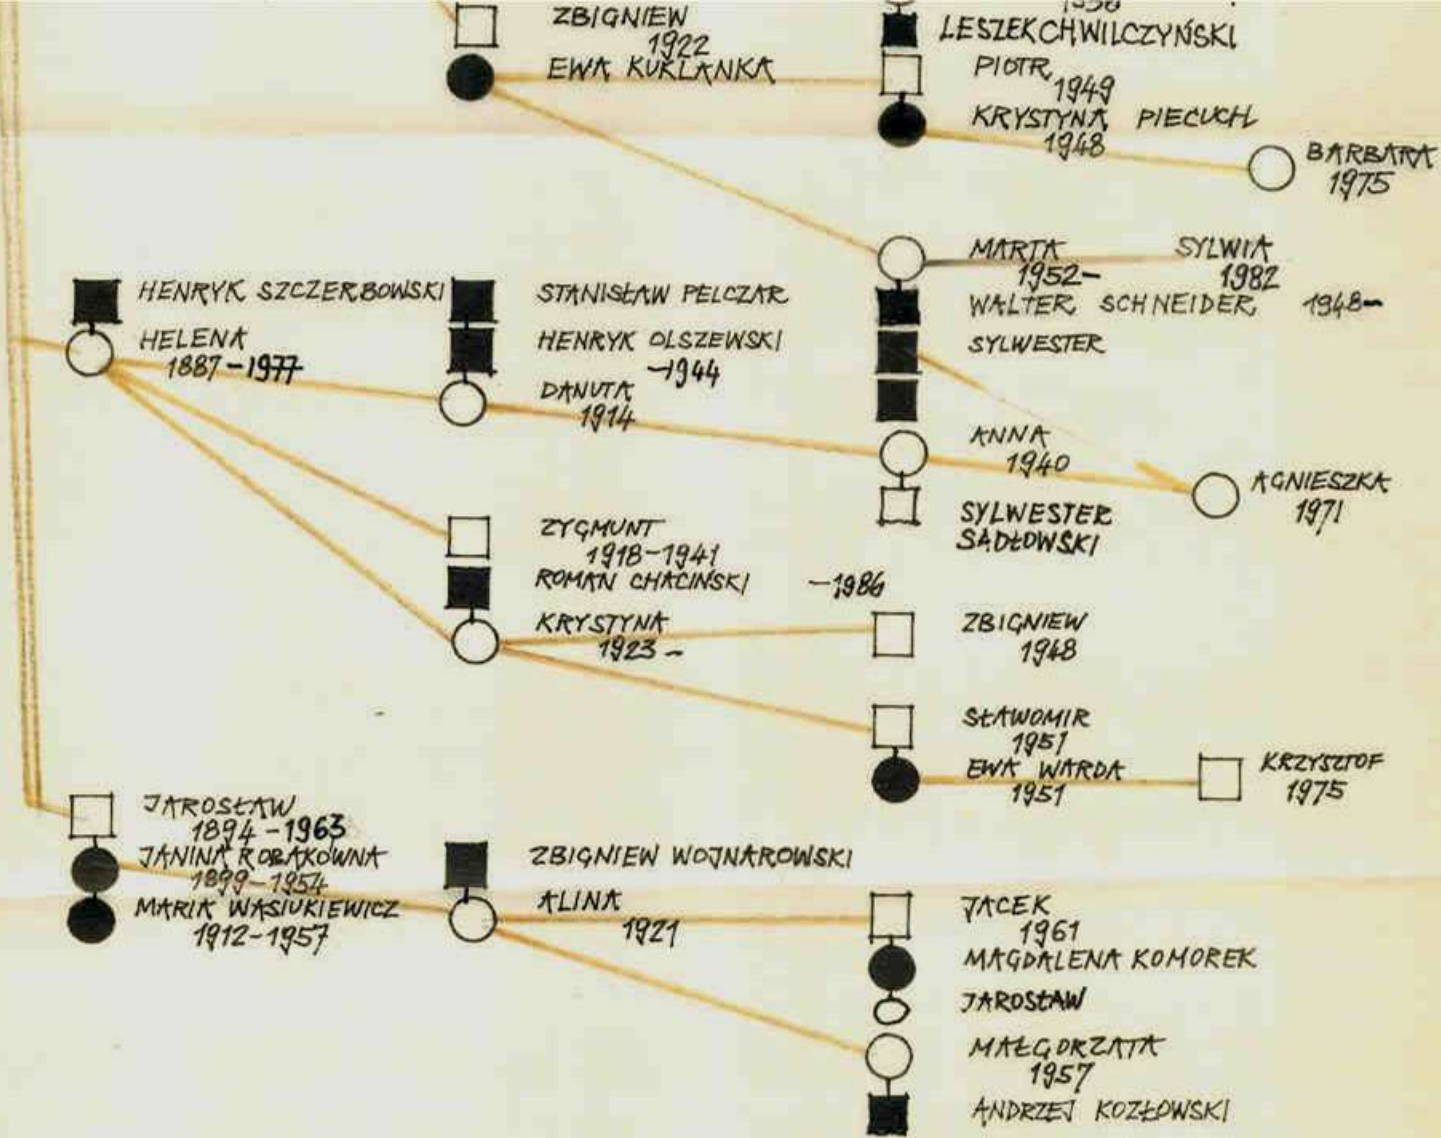 ZBIGNIEW
1922
EWA KUKLANKA
LESZEK CHWILCZYŃSKI
PIOTR
1949
KRYSTYNA PIECUCH
1948
BARBARA
1975
MARTA
1952-
SYLWIA
1982
WALTER SCHNEIDER 1948-
SYLWESTER
HENRYK SZCZERBOWSKI
HELENA
1887-1977
STANISŁAW PELCZAR
HENRYK OLSZEWSKI
-1944
DANUTA
1914
ANNA
1940
AGNIESZKA
1971
SYLWESTER
SADŁOWSKI
ZYGMUNT
1918-1941
ROMAN CHACIŃSKI -1986
KRYSTYNA
1923-
ZBIGNIEW
1948
SŁAWOMIR
1951
EWA WARDA
1951
KRZYSZTOF
1975
JAROSŁAW
1894-1963
JANINA ROBAKÓWNA
1899-1954
MARIA WASIUKIEWICZ
1912-1957
ZBIGNIEW WOJNAROWSKI
ALINA
1921
JACEK
1961
MAGDALENA KOMOREK
JAROSŁAW
MAŁGORZATA
1957
ANDRZEJ KOZŁOWSKI